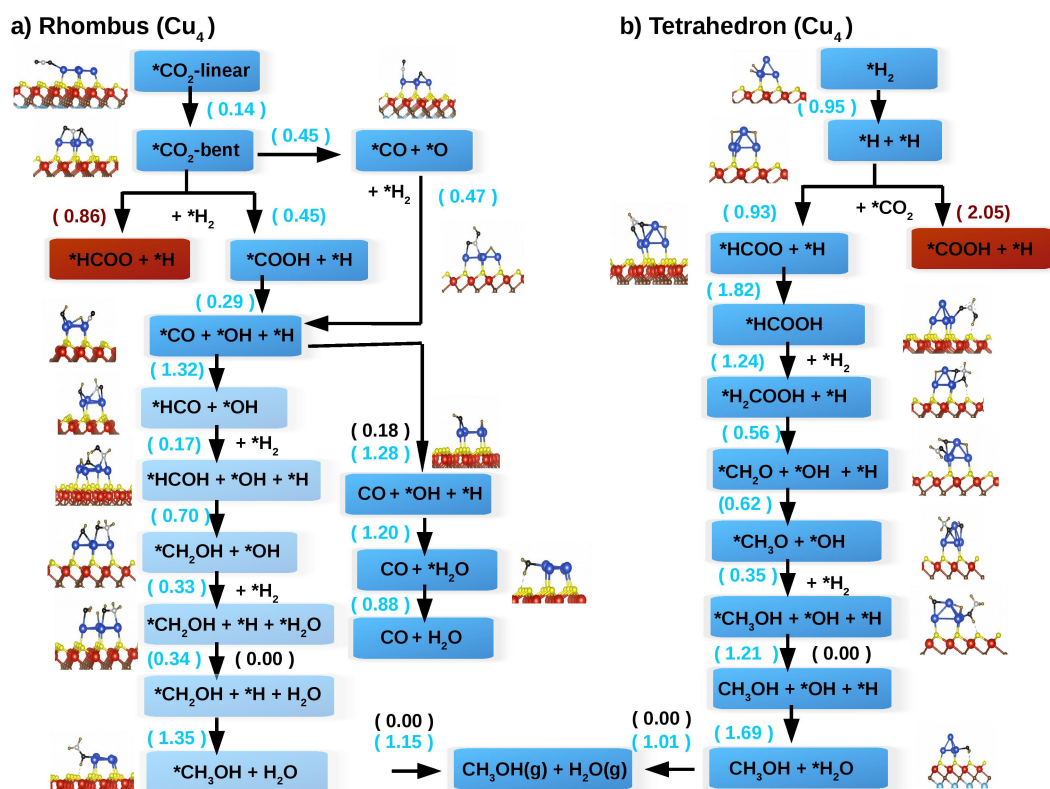 a) Rhombus (Cu4)
*CO2-linear
( 0.14 )
*CO2-bent
( 0.45 )
*CO + *O
( 0.86 )
+ *H2
( 0.45)
+ *H2
( 0.47 )
*HCOO + *H
*COOH + *H
( 0.29 )
*CO + *OH + *H
( 1.32)
*HCO + *OH
( 0.17 )
+ *H2
*HCOH + *OH + *H
( 0.70 )
*CH2OH + *OH
( 0.33 )
+ *H2
*CH2OH + *H + *H2O
(0.34 )
( 0.00 )
*CH2OH + *H + H2O
( 1.35 )
*CH3OH + H2O
( 0.18 )
( 1.28 )
CO + *OH + *H
( 1.20 )
CO + *H2O
( 0.88 )
CO + H2O
( 0.00 )
( 1.15 )
CH3OH(g) + H2O(g)
b) Tetrahedron (Cu4)
*H2
( 0.95 )
*H + *H
( 0.93 )
+ *CO2
( 2.05)
*HCOO + *H
*COOH + *H
( 1.82 )
*HCOOH
( 1.24 )
+ *H2
*H2COOH + *H
( 0.56 )
*CH2O + *OH + *H
(0.62 )
*CH3O + *OH
( 0.35 )
+ *H2
*CH3OH + *OH + *H
( 1.21 )
( 0.00 )
CH3OH + *OH + *H
( 1.69 )
CH3OH + *H2O
( 0.00 )
( 1.01 )